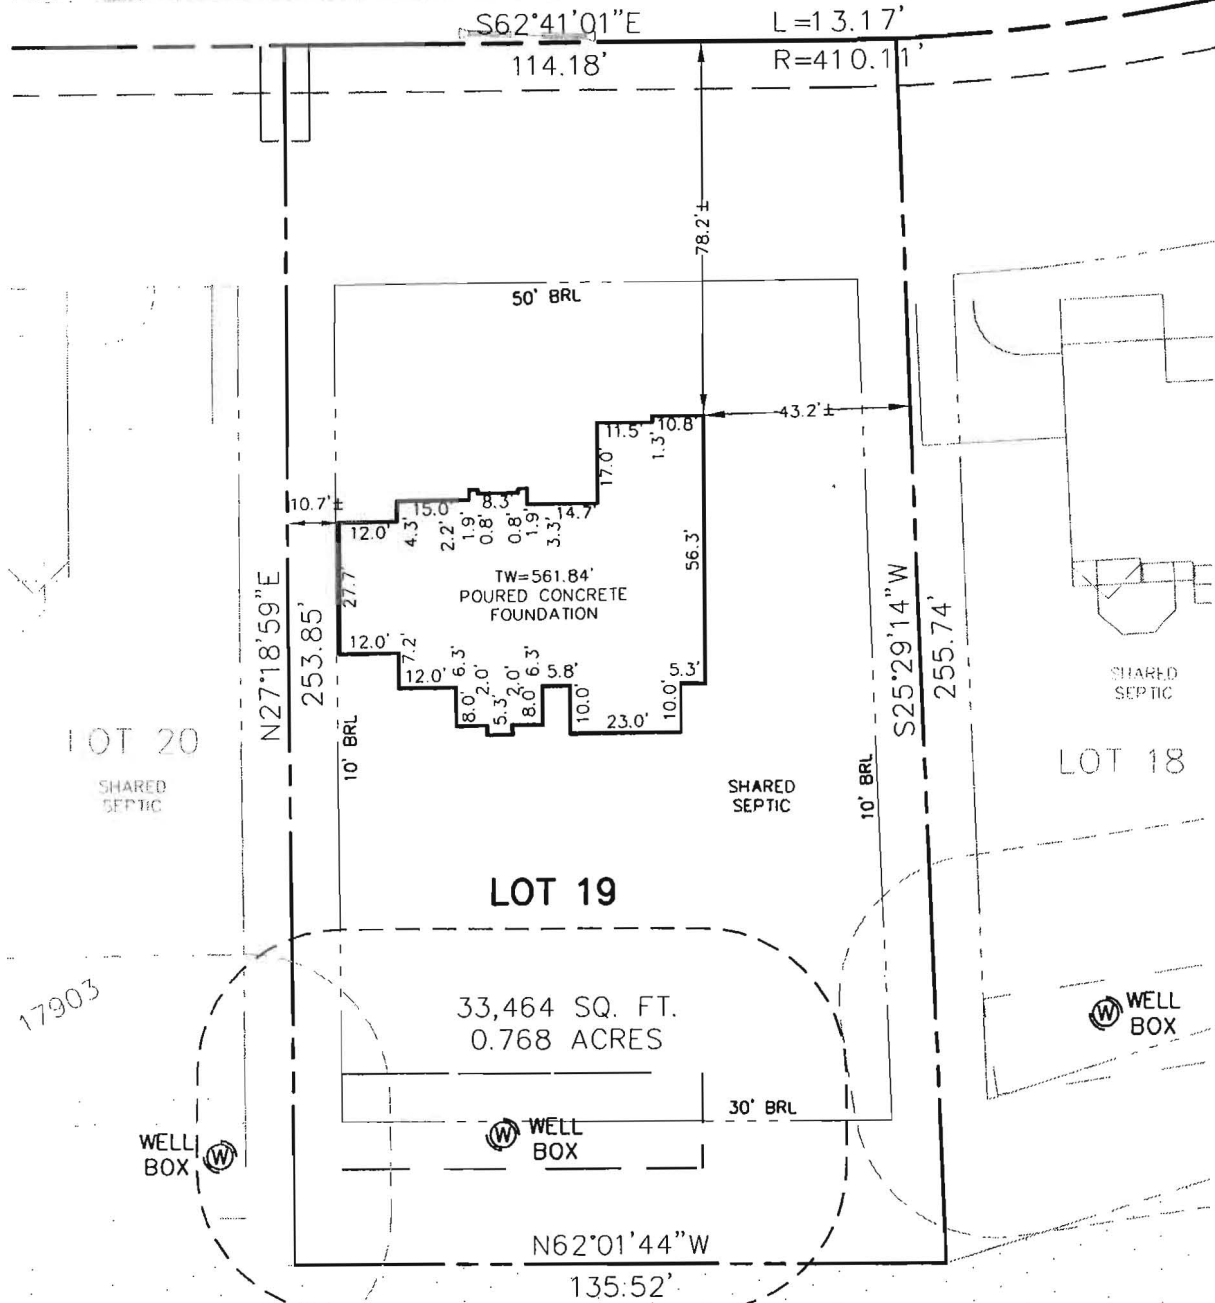 S62°41'01"E
L=13.17'
114.18'
R=410.11'
78.2'±
50' BRL
43.2'±
11.5'
10.8'
1.3'
17.0'
10.7'±
12.0'
15.0'
8.3'
14.7'
4.3'
2.2'
1.9'
0.8'
0.8'
1.9'
3.3'
56.3'
27.7'
TW=561.84'
POURED CONCRETE
FOUNDATION
12.0'
7.2'
12.0'
6.3'
2.0'
2.0'
6.3'
5.8'
5.3'
8.0'
5.3'
8.0'
10.0'
23.0'
10.0'
N27°18'59"E
253.85'
S25°29'14"W
255.74'
SHARED
SEPTIC
LOT 20
SHARED
SEPTIC
10' BRL
SHARED
SEPTIC
10' BRL
LOT 18
LOT 19
17903
33,464 SQ. FT.
0.768 ACRES
WELL
BOX
W
30' BRL
WELL
BOX
W
WELL
BOX
W
N62°01'44"W
135.52'